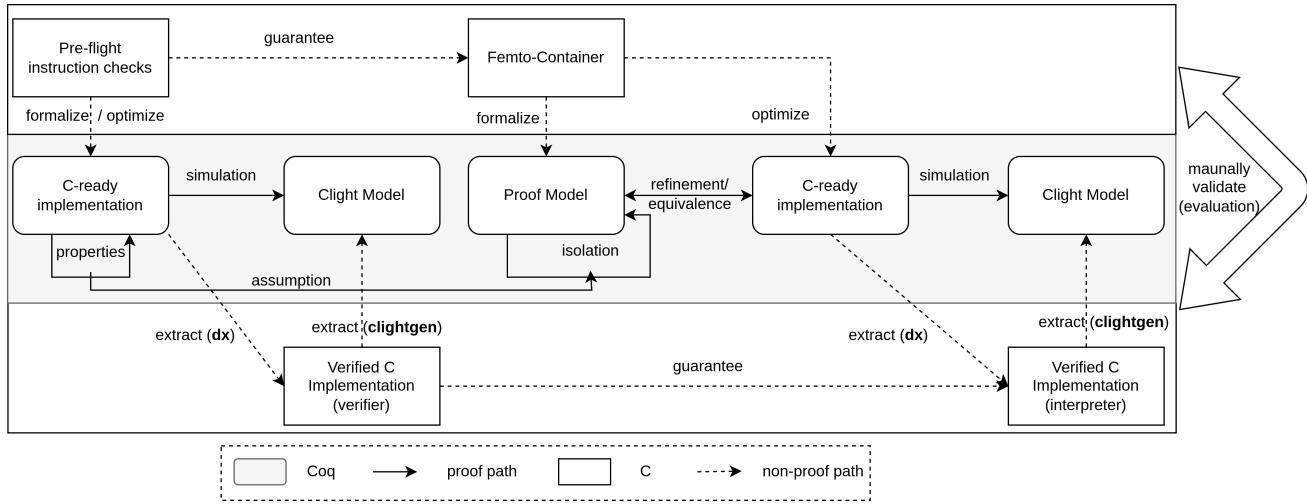 guarantee
Pre-flight
instruction checks
Femto-Container
formalize / optimize
formalize
optimize
C-ready
implementation
simulation
Clight Model
Proof Model
refinement/
equivalence
C-ready
implementation
simulation
Clight Model
maunally
validate
(evaluation)
properties
isolation
assumption
extract (dx)
extract (clightgen)
extract (dx)
extract (clightgen)
Verified C
Implementation
(verifier)
guarantee
Verified C
Implementation
(interpreter)
Coq
proof path
C
non-proof path